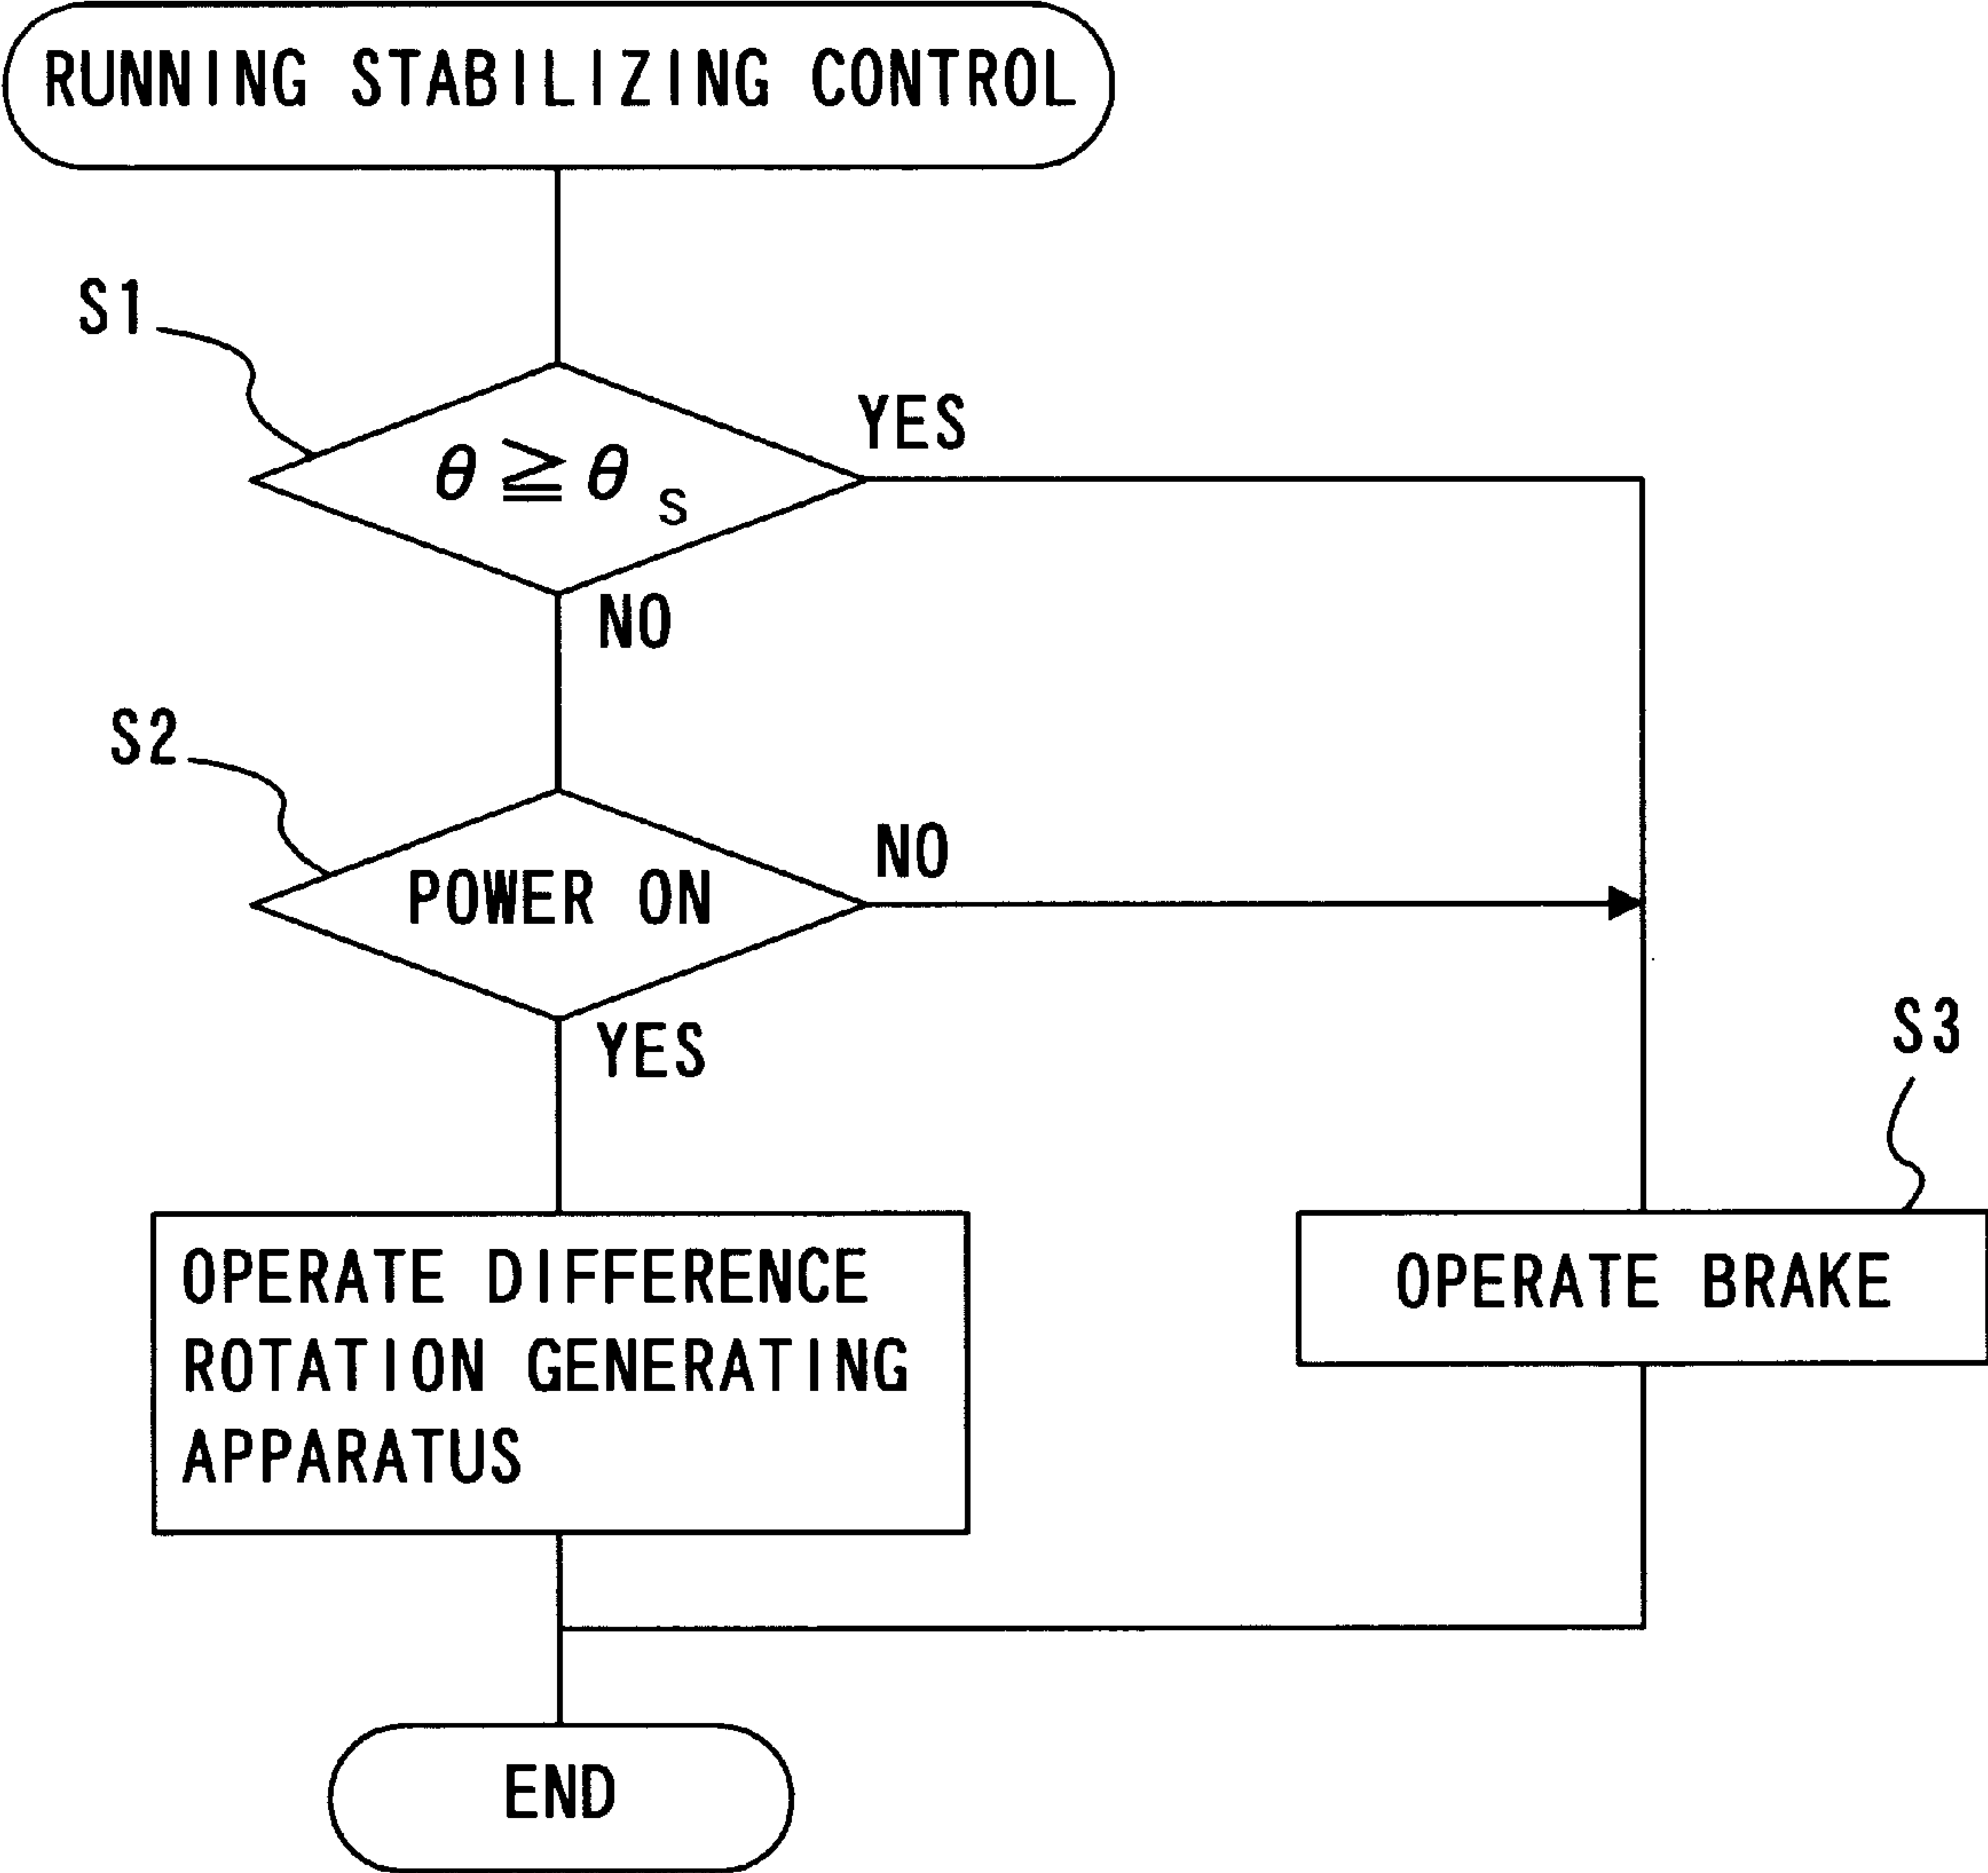 RUNNING STABILIZING CONTROL
S1
θ ≧ θ s
YES
NO
S2
POWER ON
NO
YES
S3
OPERATE DIFFERENCE
ROTATION GENERATING
APPARATUS
OPERATE BRAKE
END